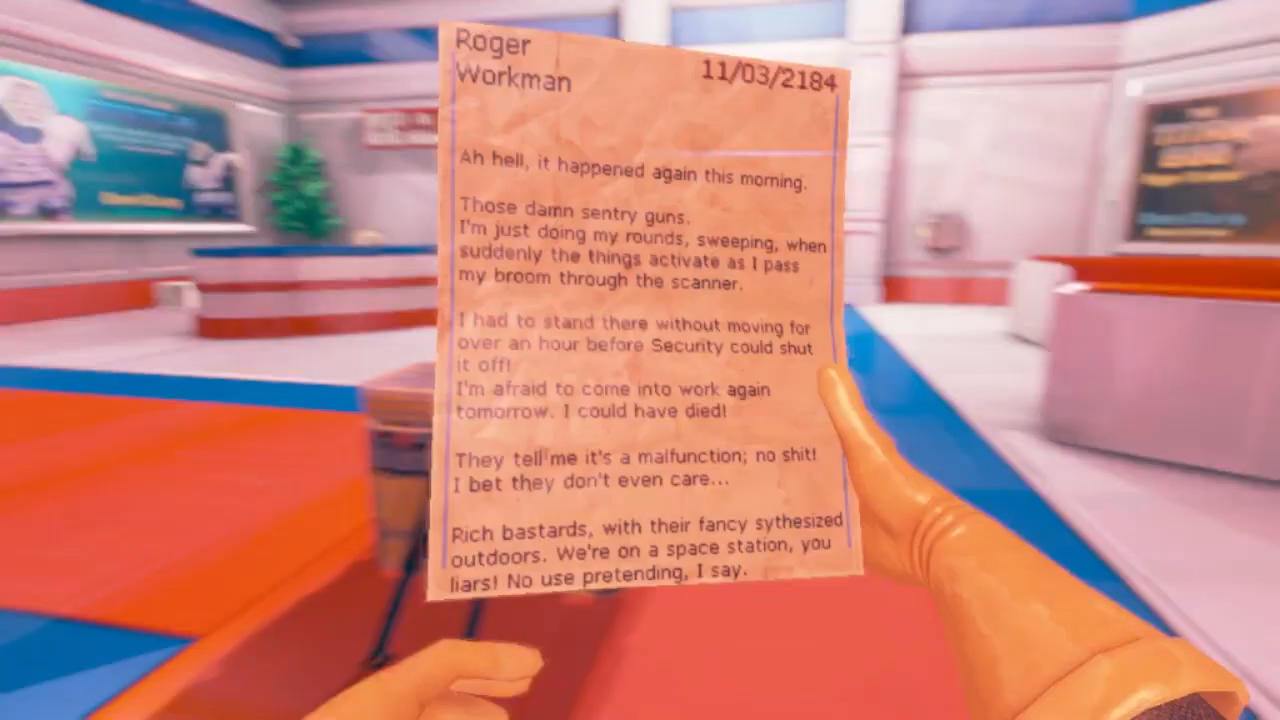 Roger
Workman
11/03/2184
Ah hell, it happened again this morning.
Those damn sentry guns.
I'm just doing my rounds, sweeping, when
suddenly the things activate as I pass
my broom through the scanner.
I had to stand there without moving for
over an hour before Security could shut
it off!
I'm afraid to come into work again
tomorrow. I could have died!
They tell me it's a malfunction; no shit!
I bet they don't even care...
Rich bastards, with their fancy sythesized
outdoors. We're on a space station, you
liars! No use pretending, I say.